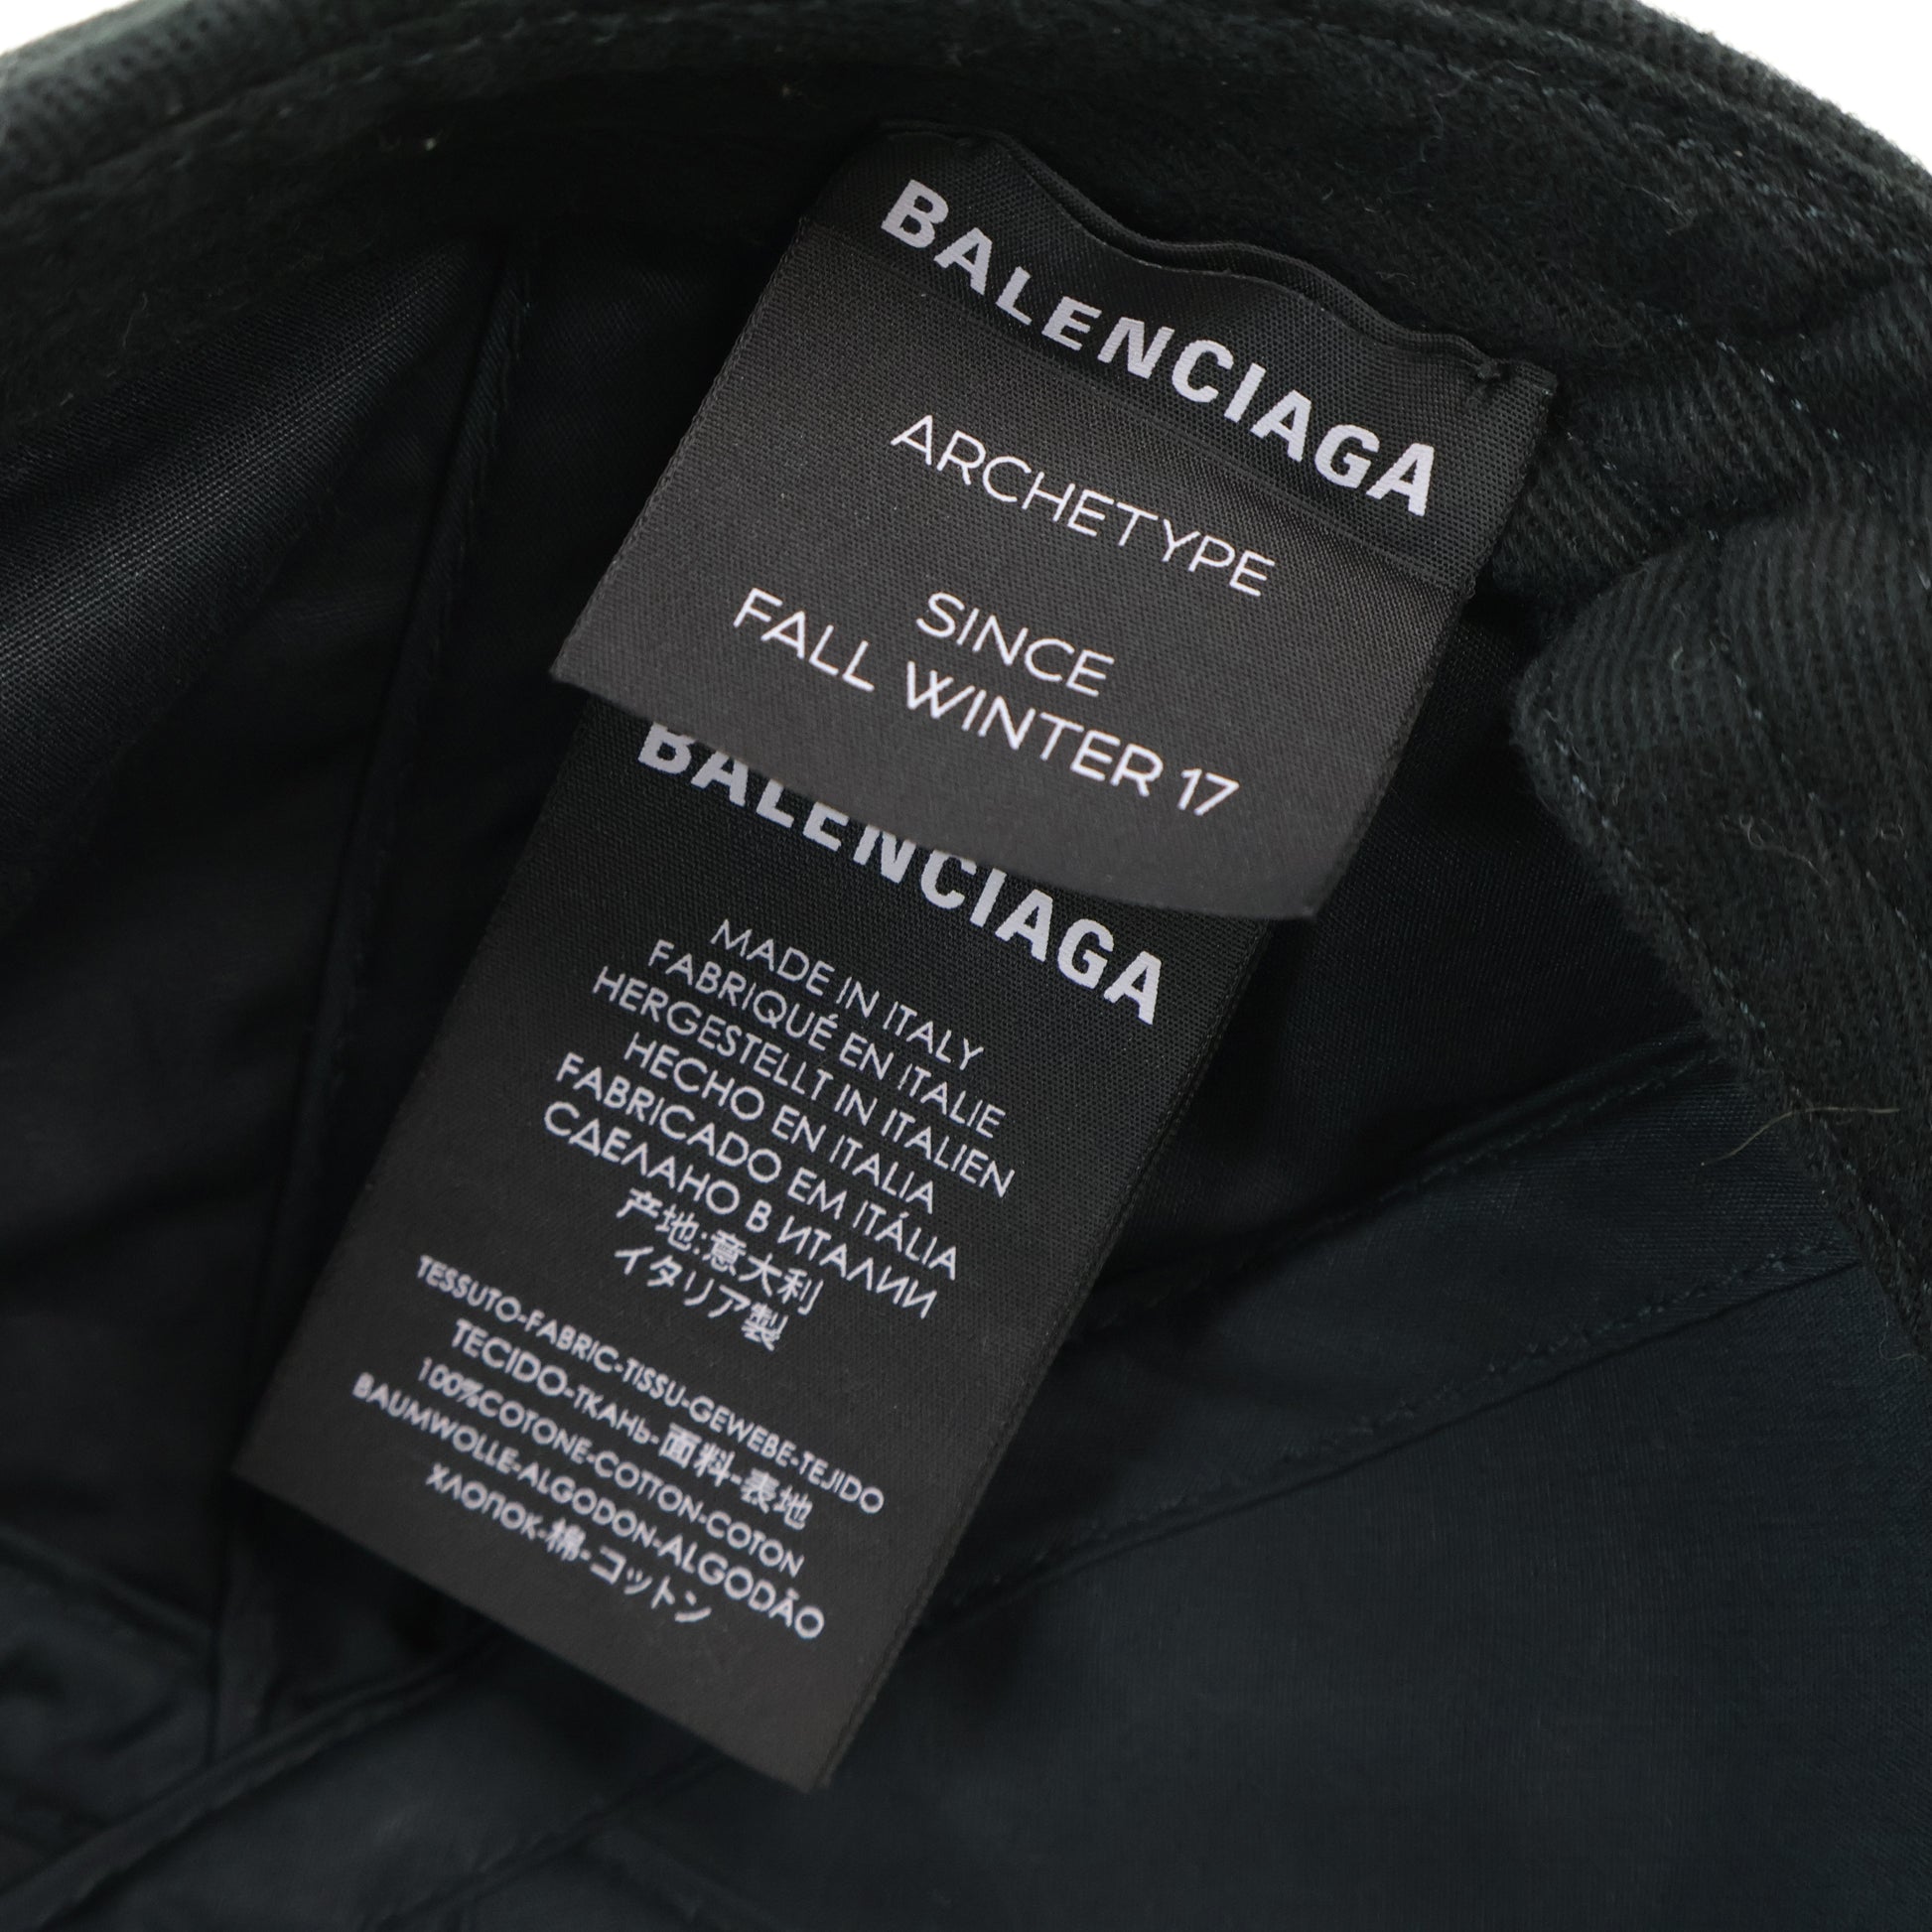 BALENCIAGA
ARCHETYPE
SINCE
FALL WINTER 17
BALENCIAGA
MADE IN ITALY
FABRIQUÉ EN ITALIE
HERGESTELLT IN ITALIEN
HECHO EN ITALIA
FABRICADO EM ITÁLIA
СДЕЛАНО В ИТАЛИИ
产地:意大利
イタリア製
TESSUTO-FABRIC-TISSU-GEWEBE-TEJIDO
TECIDO-ТКАНЬ-面料-表地
100%COTONE-COTTON-COTON
BAUMWOLLE-ALGODON-ALGODÃO
ХЛОПОК-棉-コットン